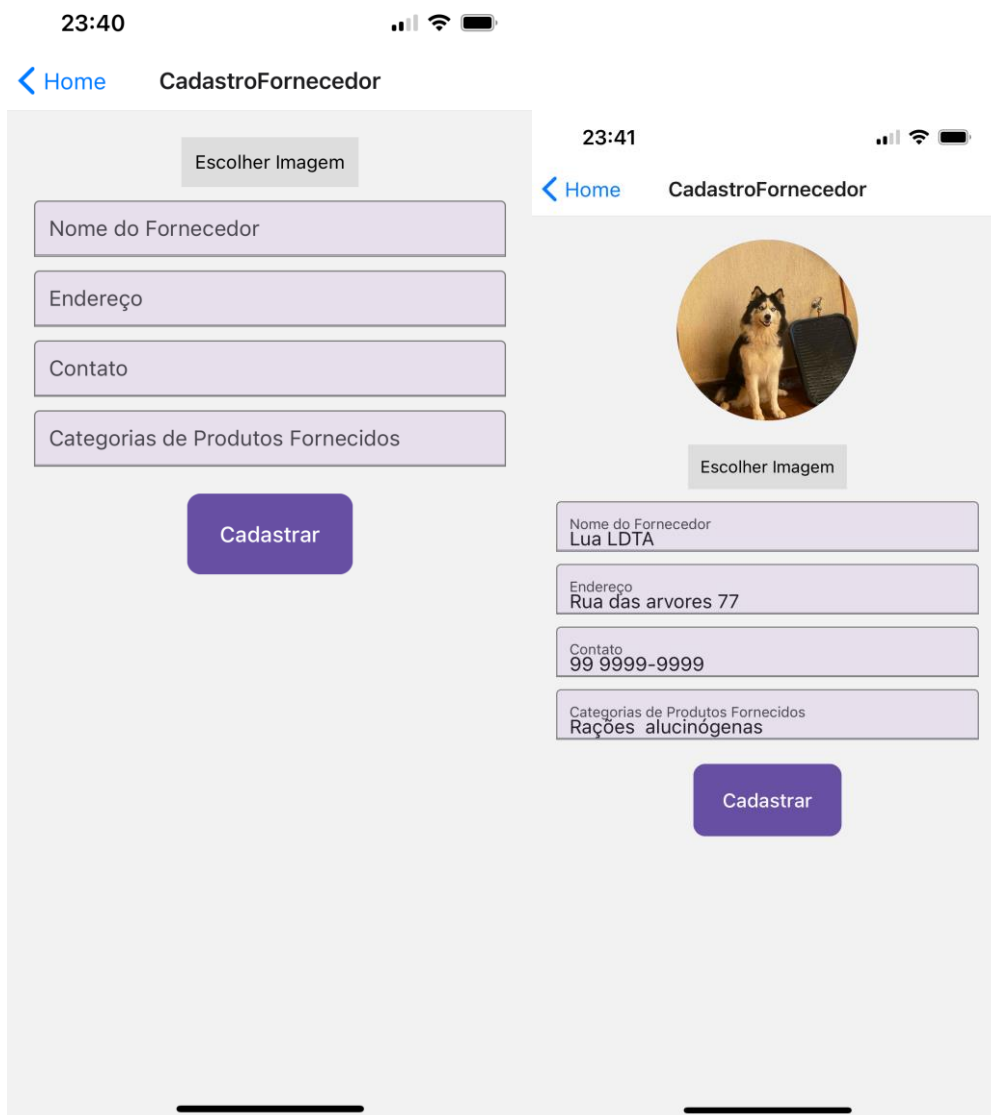 23:40
Home CadastroFornecedor
Escolher Imagem
Nome do Fornecedor
Endereço
Contato
Categorias de Produtos Fornecidos
Cadastrar
23:41
Home CadastroFornecedor
Escolher Imagem
Nome do Fornecedor
Lua LDTA
Endereço
Rua das arvores 77
Contato
99 9999-9999
Categorias de Produtos Fornecidos
Rações alucinógenas
Cadastrar